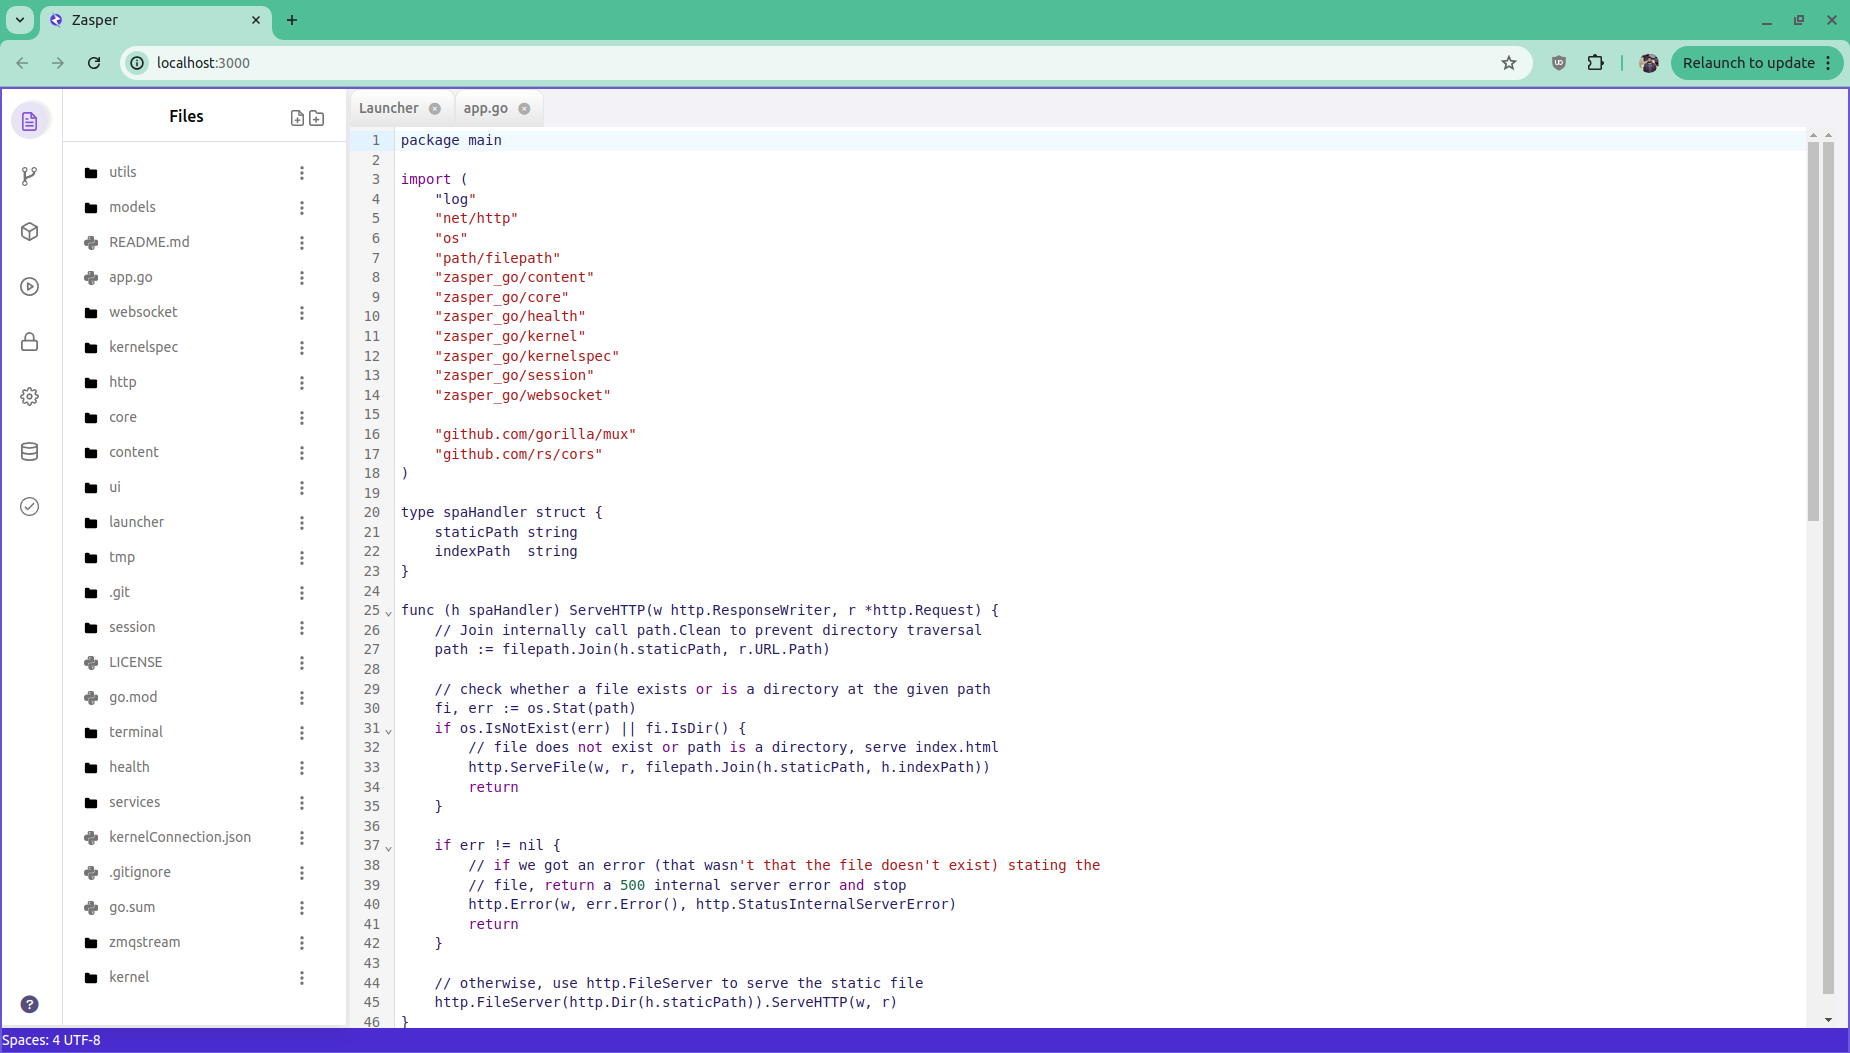 Zasper
localhost:3000
Relaunch to update
Files
utils
models
README.md
app.go
websocket
kernelspec
http
core
content
ui
launcher
tmp
.git
session
LICENSE
go.mod
terminal
health
services
kernelConnection.json
.gitignore
go.sum
zmqstream
kernel
?
Launcher
app.go
1 package main
2
3 import (
4     "log"
5     "net/http"
6     "os"
7     "path/filepath"
8     "zasper_go/content"
9     "zasper_go/core"
10     "zasper_go/health"
11     "zasper_go/kernel"
12     "zasper_go/kernelspec"
13     "zasper_go/session"
14     "zasper_go/websocket"
15
16     "github.com/gorilla/mux"
17     "github.com/rs/cors"
18 )
19
20 type spaHandler struct {
21     staticPath string
22     indexPath  string
23 }
24
25 func (h spaHandler) ServeHTTP(w http.ResponseWriter, r *http.Request) {
26     // Join internally call path.Clean to prevent directory traversal
27     path := filepath.Join(h.staticPath, r.URL.Path)
28
29     // check whether a file exists or is a directory at the given path
30     fi, err := os.Stat(path)
31     if os.IsNotExist(err) || fi.IsDir() {
32         // file does not exist or path is a directory, serve index.html
33         http.ServeFile(w, r, filepath.Join(h.staticPath, h.indexPath))
34         return
35     }
36
37     if err != nil {
38         // if we got an error (that wasn't that the file doesn't exist) stating the
39         // file, return a 500 internal server error and stop
40         http.Error(w, err.Error(), http.StatusInternalServerError)
41         return
42     }
43
44     // otherwise, use http.FileServer to serve the static file
45     http.FileServer(http.Dir(h.staticPath)).ServeHTTP(w, r)
46 }
Spaces: 4 UTF-8